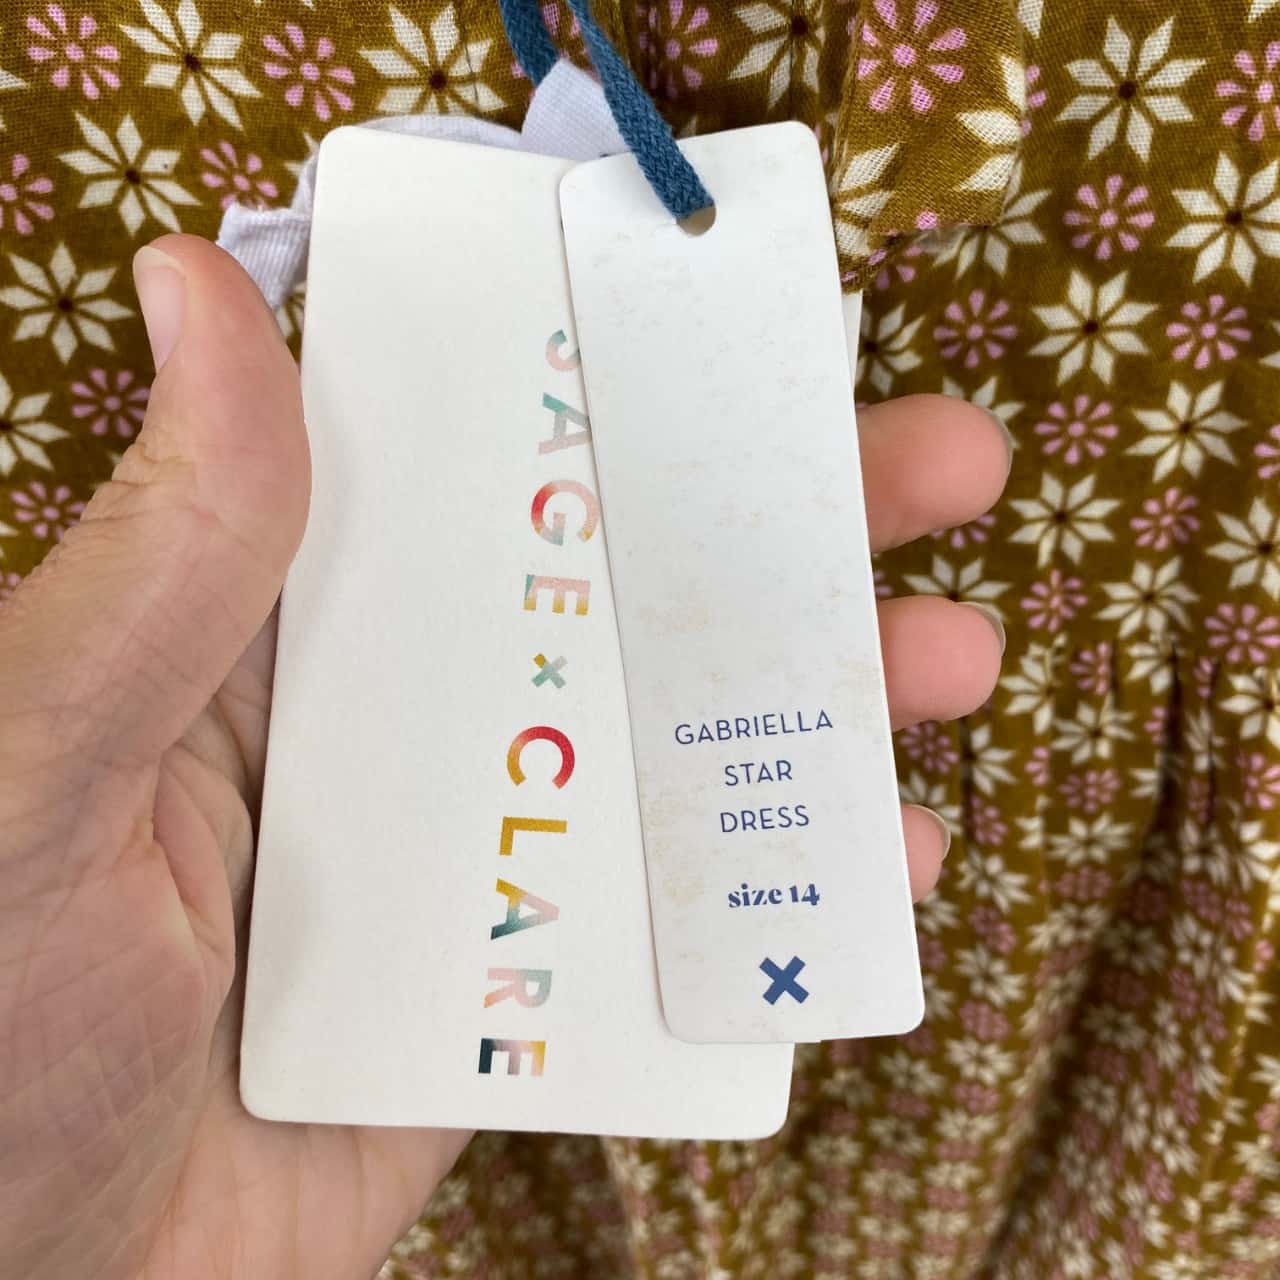 SAGE × CLARE
GABRIELLA
STAR
DRESS
size 14